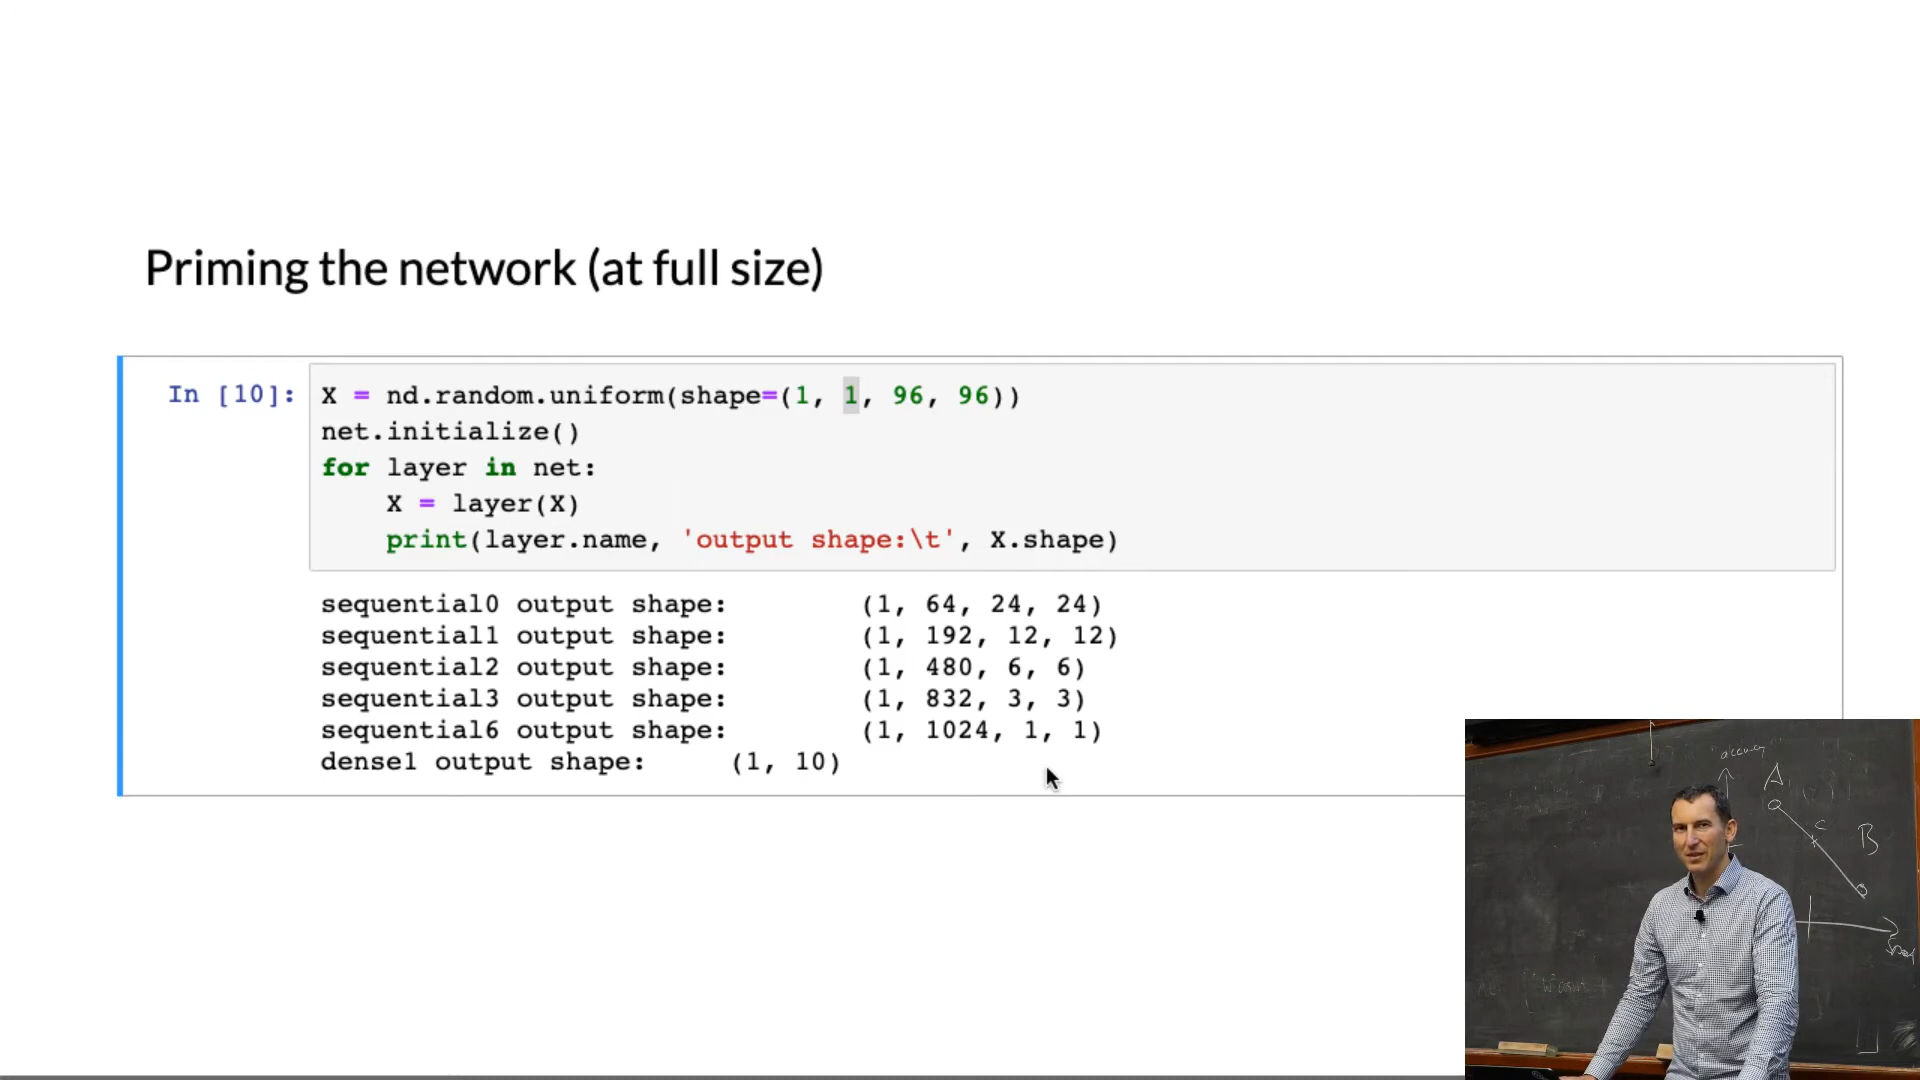 Priming the network (at full size)
In [10]:
X = nd.random.uniform(shape=(1, 1, 96, 96))
net.initialize()
for layer in net:
    X = layer(X)
    print(layer.name, 'output shape:\t', X.shape)
sequential0 output shape: (1, 64, 24, 24)
sequential1 output shape: (1, 192, 12, 12)
sequential2 output shape: (1, 480, 6, 6)
sequential3 output shape: (1, 832, 3, 3)
sequential6 output shape: (1, 1024, 1, 1)
dense1 output shape: (1, 10)
"accuracy
A
C
B